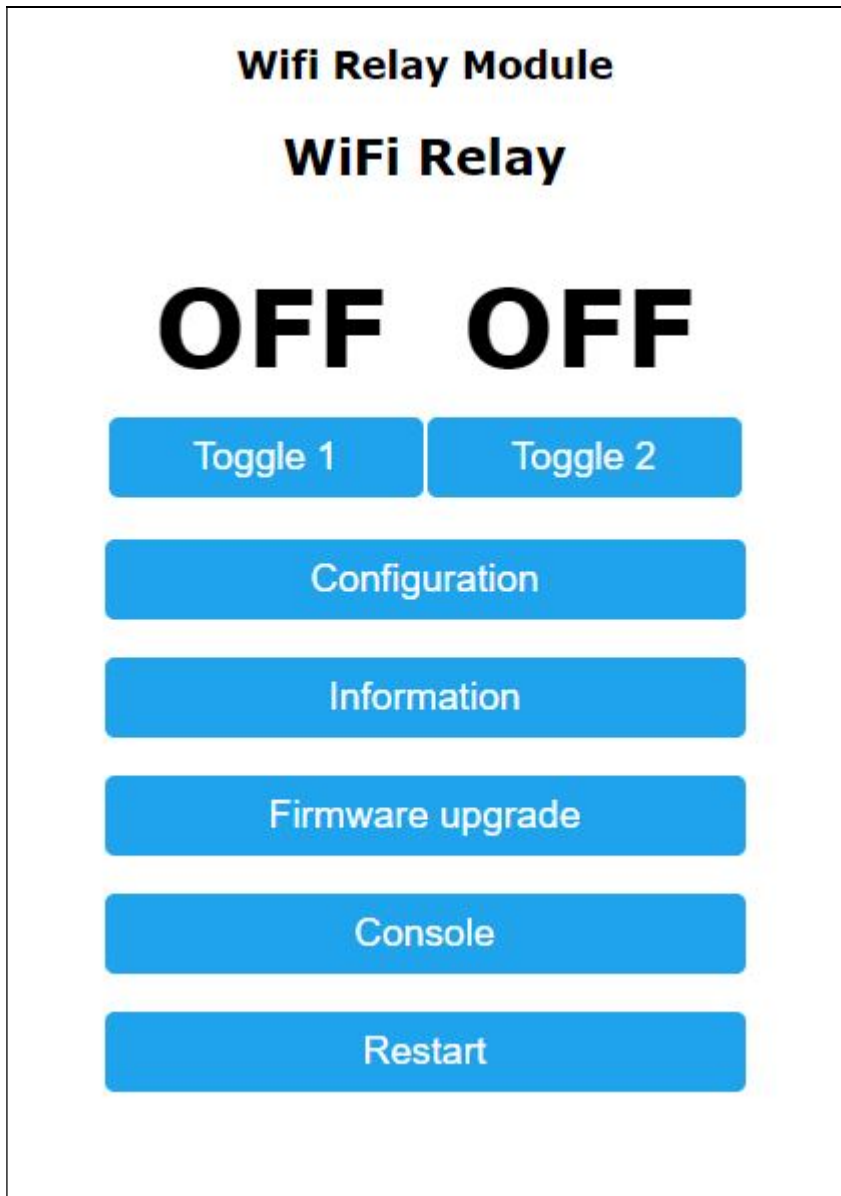 Wifi Relay Module
WiFi Relay
OFF OFF
Toggle 1 Toggle 2
Configuration
Information
Firmware upgrade
Console
Restart